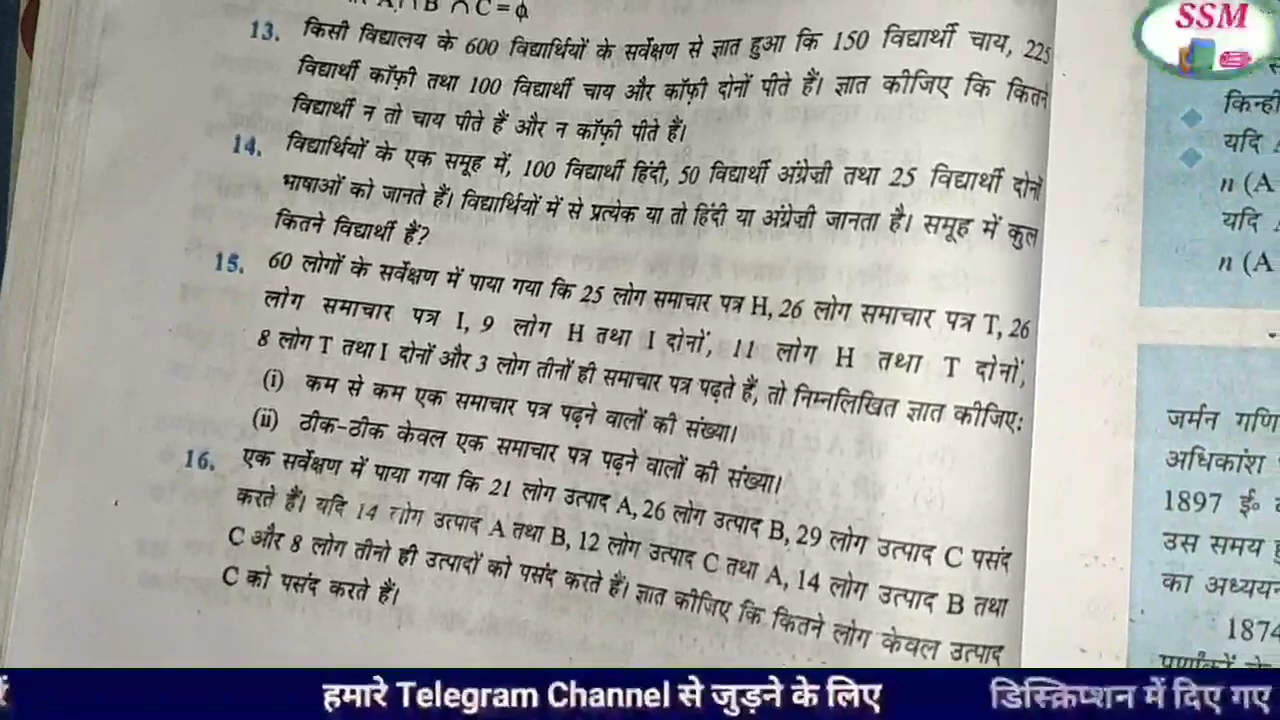 A ∩ B ∩ C = ϕ
13. किसी विद्यालय के 600 विद्यार्थियों के सर्वेक्षण से ज्ञात हुआ कि 150 विद्यार्थी चाय, 225
विद्यार्थी कॉफ़ी तथा 100 विद्यार्थी चाय और कॉफ़ी दोनों पीते हैं। ज्ञात कीजिए कि कितने
विद्यार्थी न तो चाय पीते हैं और न कॉफ़ी पीते हैं।
14. विद्यार्थियों के एक समूह में, 100 विद्यार्थी हिंदी, 50 विद्यार्थी अंग्रेज़ी तथा 25 विद्यार्थी दोनों
भाषाओं को जानते हैं। विद्यार्थियों में से प्रत्येक या तो हिंदी या अंग्रेज़ी जानता है। समूह में कुल
कितने विद्यार्थी हैं?
15. 60 लोगों के सर्वेक्षण में पाया गया कि 25 लोग समाचार पत्र H, 26 लोग समाचार पत्र T, 26
लोग समाचार पत्र I, 9 लोग H तथा I दोनों, 11 लोग H तथा T दोनों,
8 लोग T तथा I दोनों और 3 लोग तीनों ही समाचार पत्र पढ़ते हैं, तो निम्नलिखित ज्ञात कीजिए:
(i) कम से कम एक समाचार पत्र पढ़ने वालों की संख्या।
(ii) ठीक-ठीक केवल एक समाचार पत्र पढ़ने वालों की संख्या।
16. एक सर्वेक्षण में पाया गया कि 21 लोग उत्पाद A, 26 लोग उत्पाद B, 29 लोग उत्पाद C पसंद
करते हैं। यदि 14 लोग उत्पाद A तथा B, 12 लोग उत्पाद C तथा A, 14 लोग उत्पाद B तथा
C और 8 लोग तीनो ही उत्पादों को पसंद करते हैं। ज्ञात कीजिए कि कितने लोग केवल उत्पाद
C को पसंद करते हैं।
SSM
किन्ही
यदि
n (A
यदि
n (A
जर्मन गणि
अधिकांश
1897 ई०
उस समय
का अध्ययन
1874
हमारे Telegram Channel से जुड़ने के लिए
डिस्क्रिप्शन में दिए गए